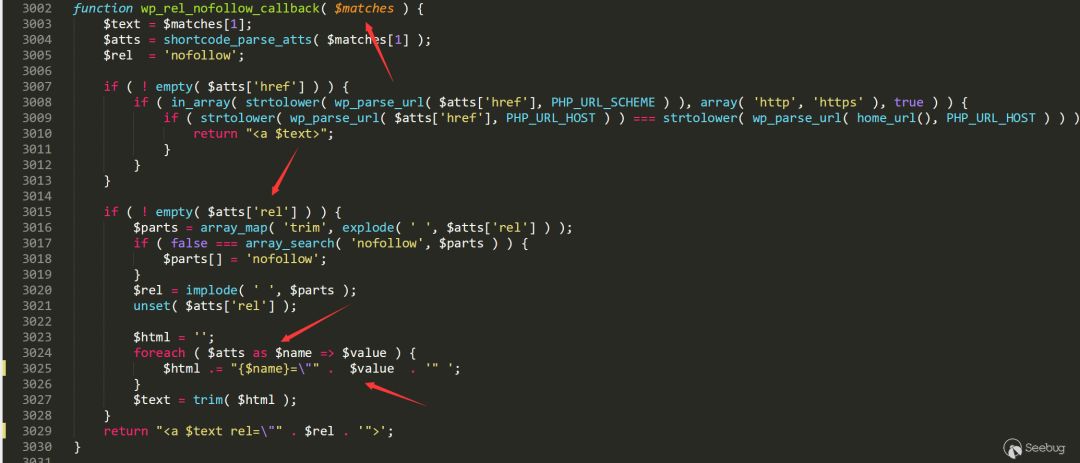 3002 function wp_rel_nofollow_callback( $matches ) {
3003     $text = $matches[1];
3004     $atts = shortcode_parse_atts( $matches[1] );
3005     $rel  = 'nofollow';
3006
3007     if ( ! empty( $atts['href'] ) ) {
3008         if ( in_array( strtolower( wp_parse_url( $atts['href'], PHP_URL_SCHEME ) ), array( 'http', 'https' ), true ) ) {
3009             if ( strtolower( wp_parse_url( $atts['href'], PHP_URL_HOST ) ) === strtolower( wp_parse_url( home_url(), PHP_URL_HOST ) ) )
3010                 return "<a $text>";
3011             }
3012         }
3013     }
3014
3015     if ( ! empty( $atts['rel'] ) ) {
3016         $parts = array_map( 'trim', explode( ' ', $atts['rel'] ) );
3017         if ( false === array_search( 'nofollow', $parts ) ) {
3018             $parts[] = 'nofollow';
3019         }
3020         $rel = implode( ' ', $parts );
3021         unset( $atts['rel'] );
3022
3023         $html = '';
3024         foreach ( $atts as $name => $value ) {
3025             $html .= "{$name}=\"" .  $value  . '" ';
3026         }
3027         $text = trim( $html );
3028     }
3029     return "<a $text rel=\"" . $rel . '">';
3030 }
3031
Seebug